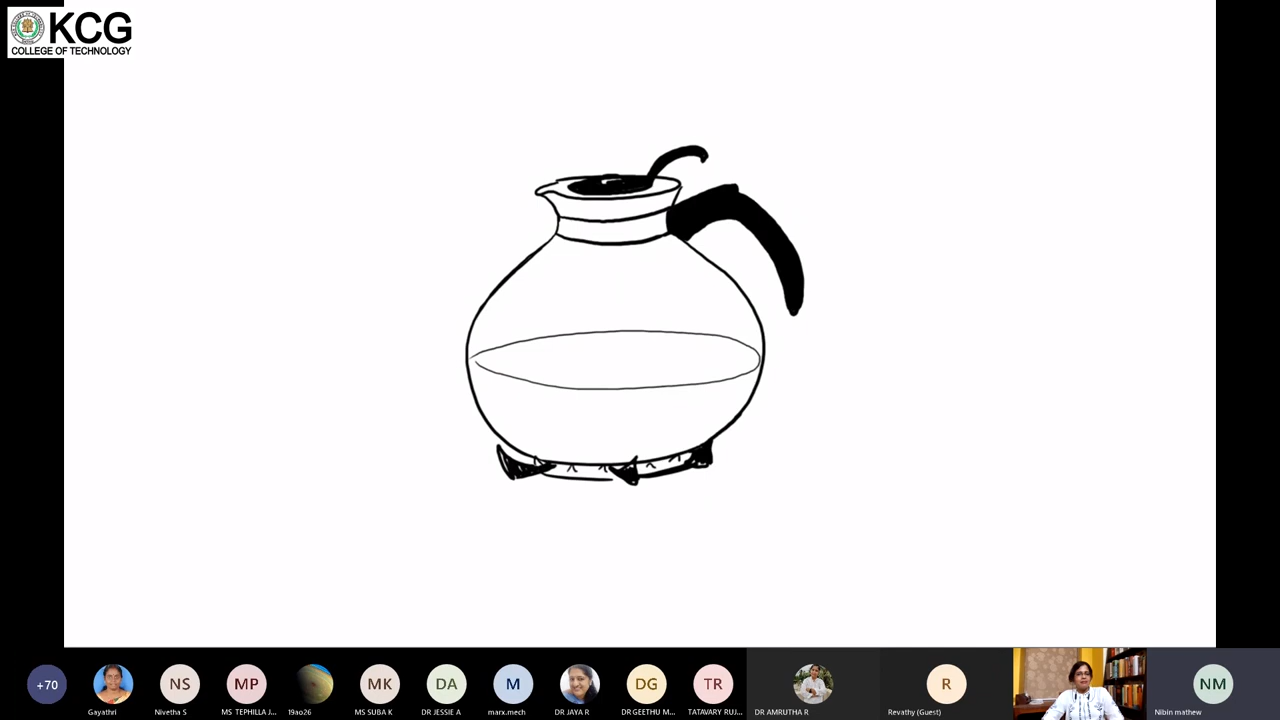 KCG
COLLEGE OF TECHNOLOGY
+70
NS
MP
MK
DA
M
DG
TR
R
NM
Gayathri
Nivetha S
MS TEPHILLA J...
19ao26
MS SUBA K
DR JESSIE A
marx.mech
DR JAYA R
DR GEETHU M...
TATAVARY RUJ...
DR AMRUTHA R
Revathy (Guest)
Nibin mathew